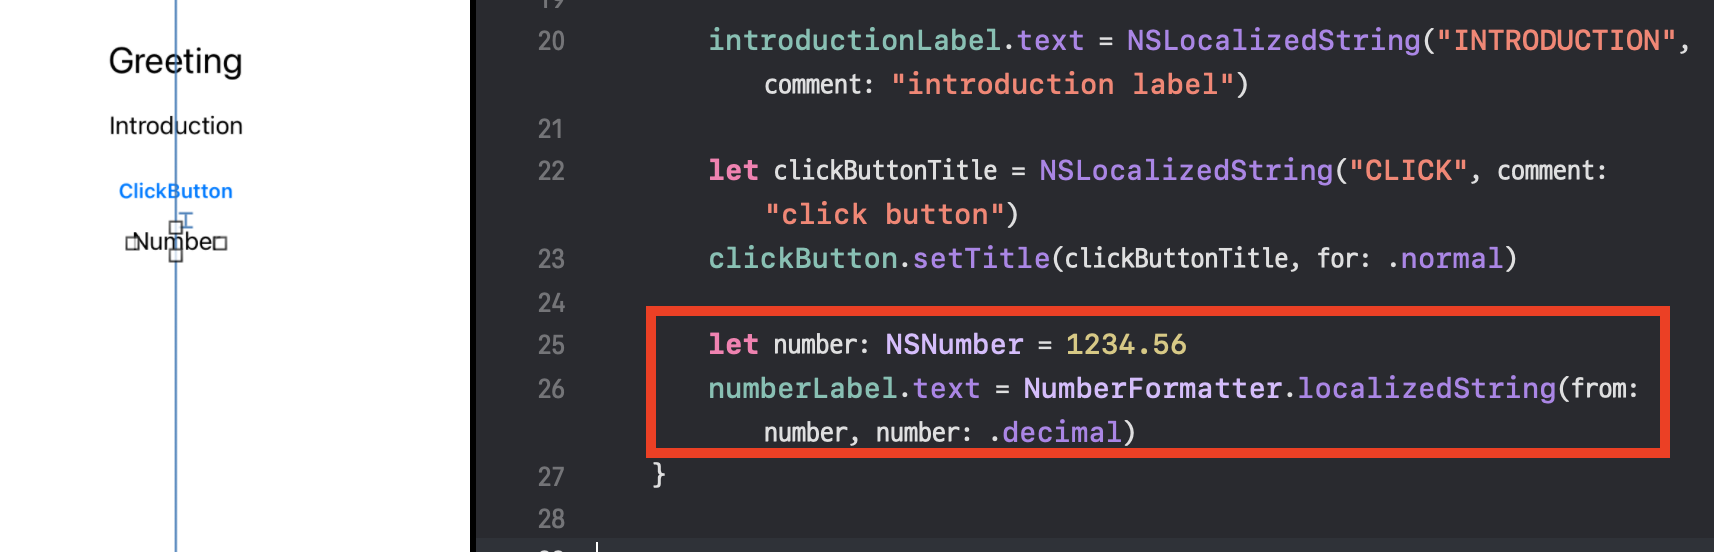 Greeting
Introduction
ClickButton
Number
19
20 introductionLabel.text = NSLocalizedString("INTRODUCTION",
comment: "introduction label")
21
22 let clickButtonTitle = NSLocalizedString("CLICK", comment:
"click button")
23 clickButton.setTitle(clickButtonTitle, for: .normal)
24
25 let number: NSNumber = 1234.56
26 numberLabel.text = NumberFormatter.localizedString(from:
number, number: .decimal)
27 }
28